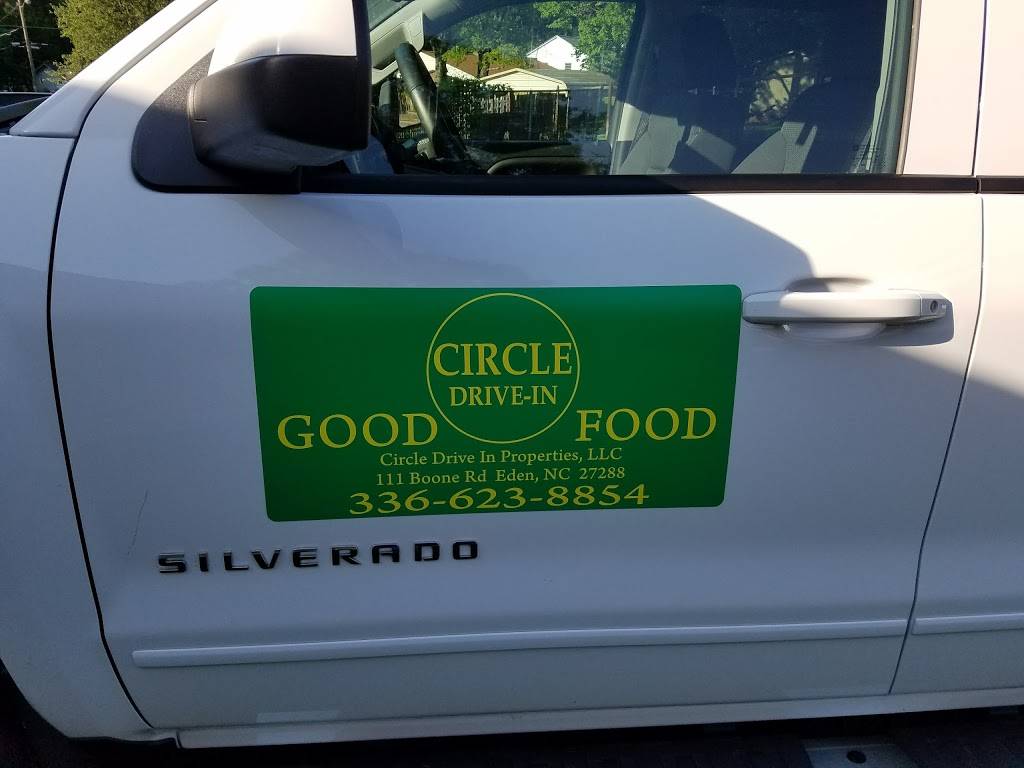 CIRCLE
DRIVE-IN
GOOD FOOD
Circle Drive In Properties, LLC
111 Boone Rd Eden, NC 27288
336-623-8854
SILVERADO